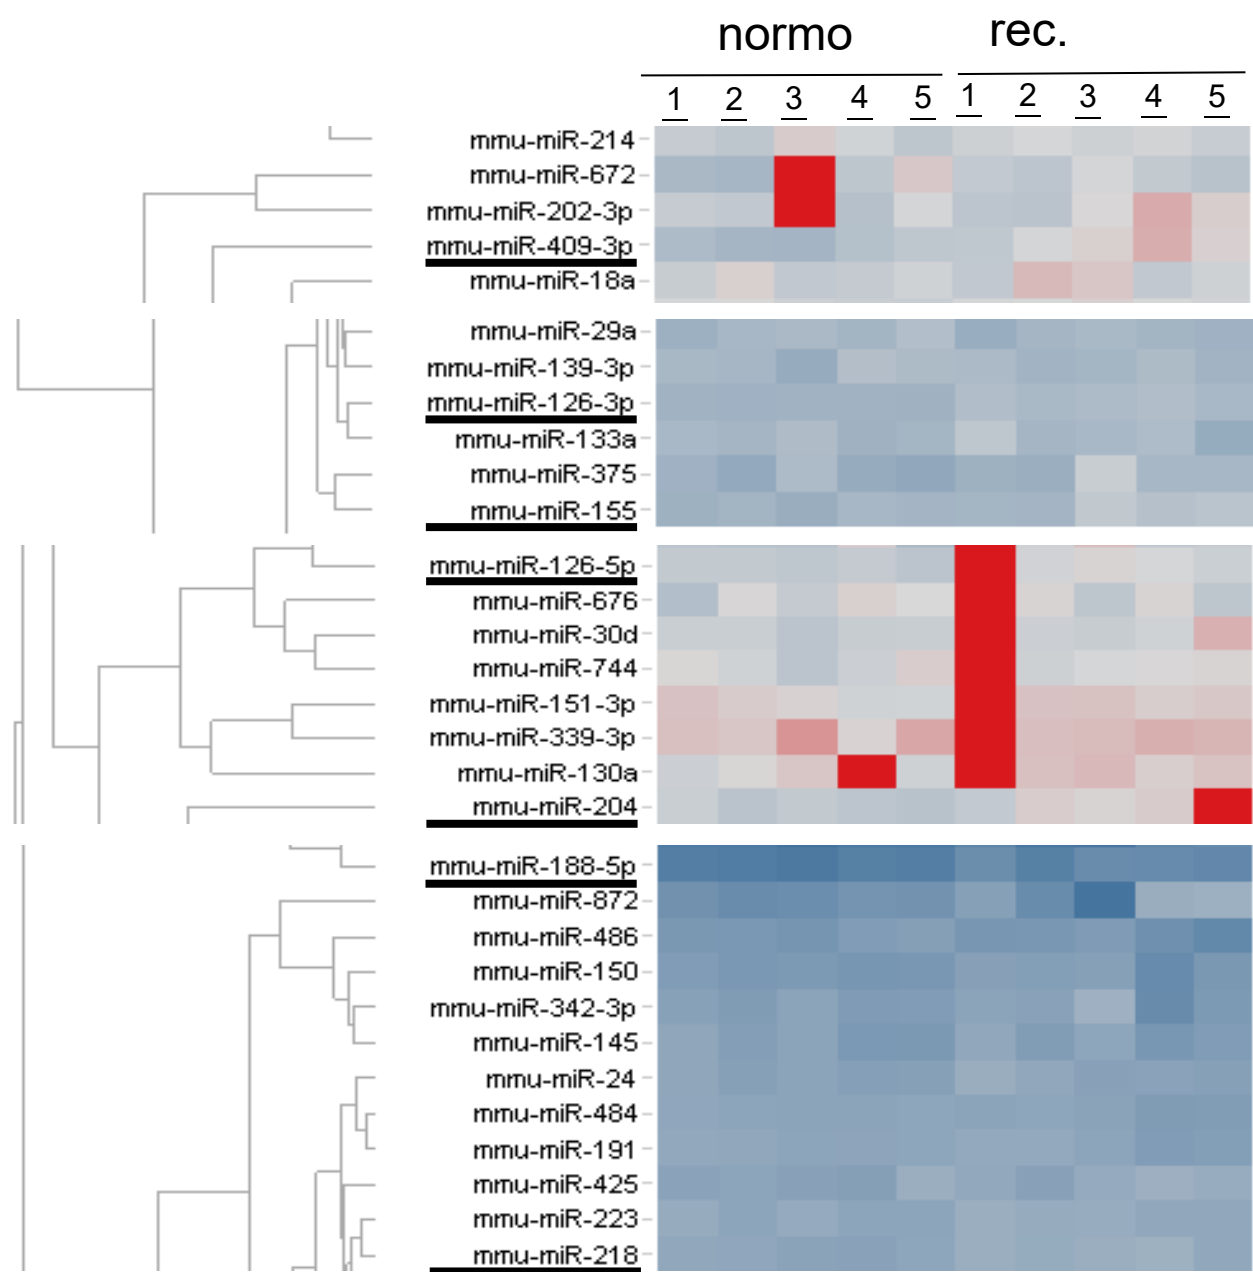 normo rec.
1 2 3 4 5 1 2 3 4 5
mmu-miR-214
mmu-miR-672
mmu-miR-202-3p
mmu-miR-409-3p
mmu-miR-18a
mmu-miR-29a
mmu-miR-139-3p
mmu-miR-126-3p
mmu-miR-133a
mmu-miR-375
mmu-miR-155
mmu-miR-126-5p
mmu-miR-676
mmu-miR-30d
mmu-miR-744
mmu-miR-151-3p
mmu-miR-339-3p
mmu-miR-130a
mmu-miR-204
mmu-miR-188-5p
mmu-miR-872
mmu-miR-486
mmu-miR-150
mmu-miR-342-3p
mmu-miR-145
mmu-miR-24
mmu-miR-484
mmu-miR-191
mmu-miR-425
mmu-miR-223
mmu-miR-218